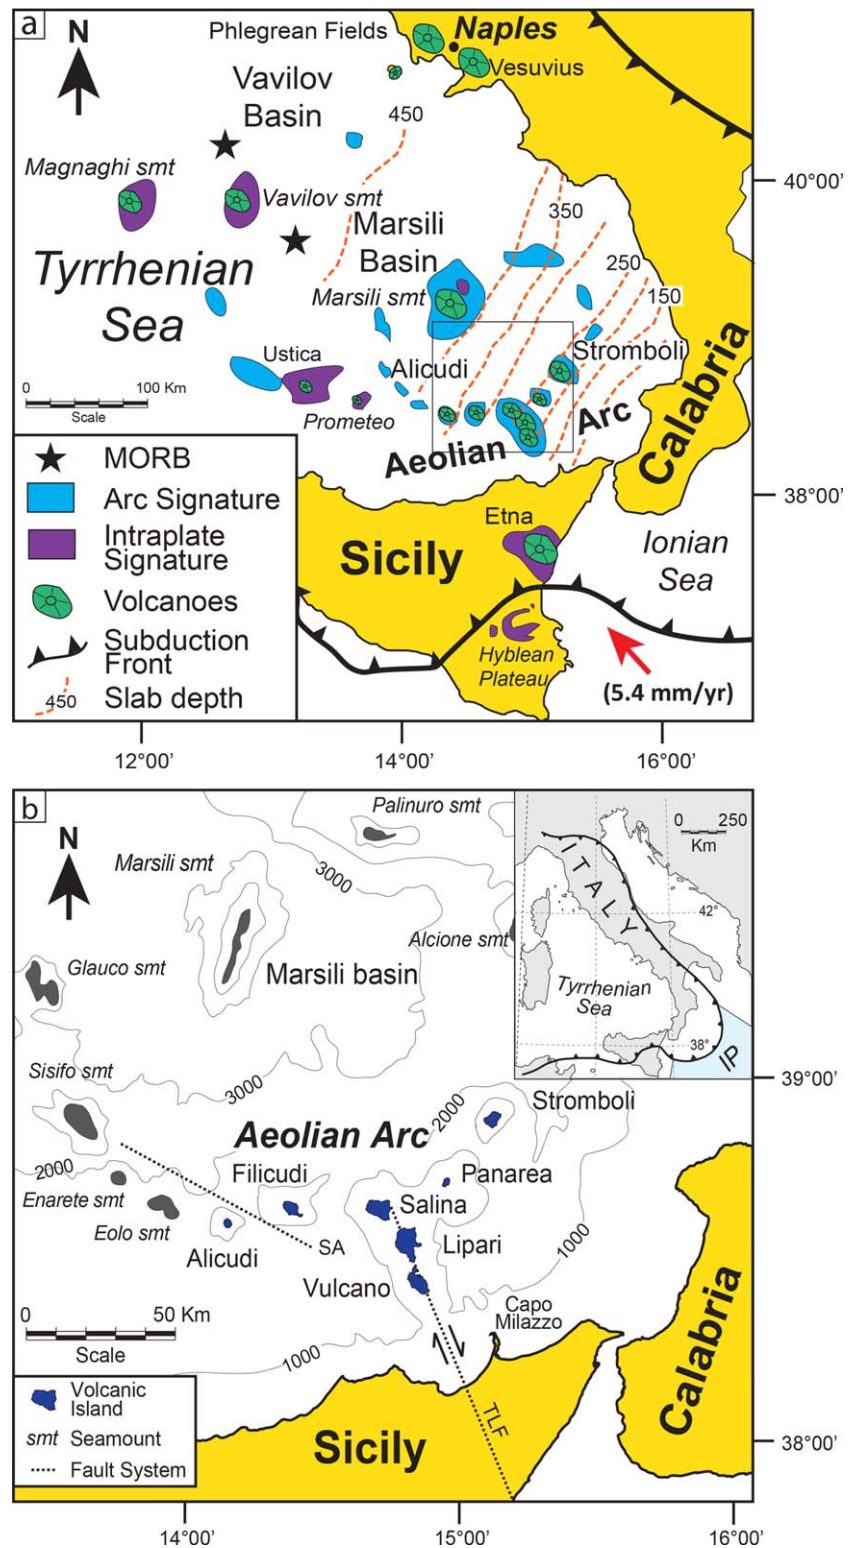 a
N
Phlegrean Fields
Naples
Vesuvius
Vavilov
Basin
450
Magnaghi smt
Vavilov smt
40°00’
350
Marsili
Basin
Tyrrhenian
Sea
250
Marsili smt
150
Ustica
Alicudi
Stromboli
0
100 Km
Scale
Prometeo
Aeolian
Arc
Calabria
MORB
Arc Signature
38°00’
Etna
Intraplate
Signature
Sicily
Ionian
Sea
Volcanoes
Subduction
Front
Hyblean
Plateau
450
Slab depth
(5.4 mm/yr)
12°00’
14°00’
16°00’
b
N
Palinuro smt
0
250
Km
Marsili smt
3000
ITALY
42°
Alcione smt
Glauco smt
Marsili basin
Tyrrhenian
Sea
38°
IP
Sisifo smt
3000
39°00’
2000
Stromboli
Aeolian Arc
2000
Filicudi
Panarea
Enarete smt
Salina
Eolo smt
SA
Lipari
1000
Alicudi
Vulcano
0
50 Km
Scale
Capo
Milazzo
1000
Calabria
Volcanic
Island
smt Seamount
Fault System
TLF
Sicily
38°00’
14°00’
15°00’
16°00’